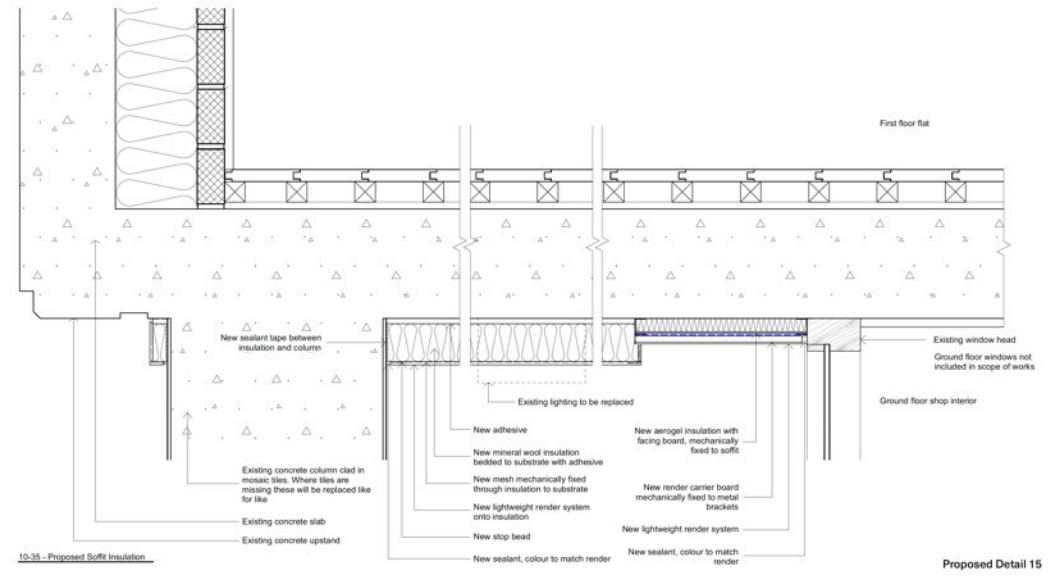 First floor flat
New sealant tape between
insulation and column
Existing window head
Ground floor windows not
included in scope of works
Existing lighting to be replaced
Ground floor shop interior
New adhesive
New aerogel insulation with
facing board, mechanically
fixed to soffit
New mineral wool insulation
bedded to substrate with adhesive
Existing concrete column clad in
mosaic tiles. Where tiles are
missing these will be replaced like
for like
New mesh mechanically fixed
through insulation to substrate
New render carrier board
mechanically fixed to metal
brackets
New lightweight render system
onto insulation
Existing concrete slab
New lightweight render system
New stop bead
Existing concrete upstand
New sealant, colour to match render
New sealant, colour to match
render
10-35 - Proposed Soffit Insulation
Proposed Detail 15